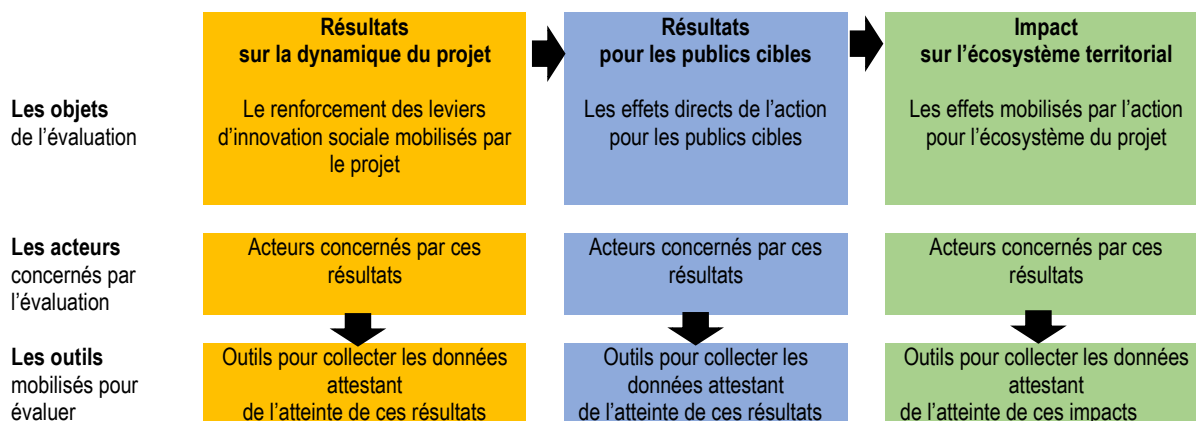 Résultats
sur la dynamique du projet
Résultats
pour les publics cibles
Impact
sur l'écosystème territorial
Les objets
de l'évaluation
Le renforcement des leviers
d'innovation sociale mobilisés par
le projet
Les effets directs de l'action
pour les publics cibles
Les effets mobilisés par l'action
pour l'écosystème du projet
Les acteurs
concernés par
l'évaluation
Acteurs concernés par ces
résultats
Acteurs concernés par ces
résultats
Acteurs concernés par ces
résultats
Les outils
mobilisés pour
évaluer
Outils pour collecter les données
attestant
de l'atteinte de ces résultats
Outils pour collecter les
données attestant
de l'atteinte de ces résultats
Outils pour collecter les données
attestant
de l'atteinte de ces impacts